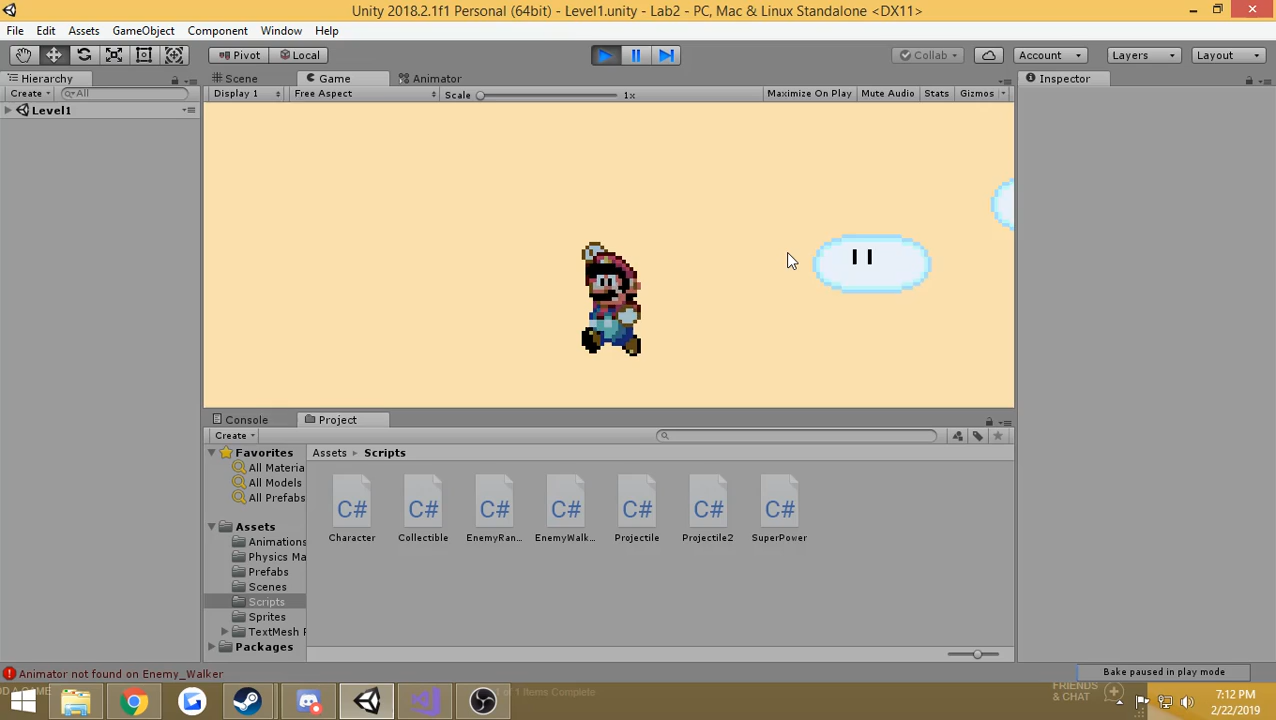 Unity 2018.2.1f1 Personal (64bit) - Level1.unity - Lab2 - PC, Mac & Linux Standalone <DX11>
File Edit Assets GameObject Component Window Help
Pivot Local Collab Account Layers Layout
Hierarchy Scene Game Animator Inspector
Create All Display 1 Free Aspect Scale 1x Maximize On Play Mute Audio Stats Gizmos
Level1
Console Project
Create
Favorites Assets Scripts
All Materia
All Models
All Prefabs
Assets
Animations
Physics Ma
Prefabs
Scenes
Scripts
Sprites
TextMesh P
Packages
C# C# C# C# C# C# C#
Character Collectible EnemyRan... EnemyWalk... Projectile Projectile2 SuperPower
Animator not found on Enemy_Walker Bake paused in play mode
1 Items Complete
FRIENDS
& CHAT
7:12 PM
2/22/2019